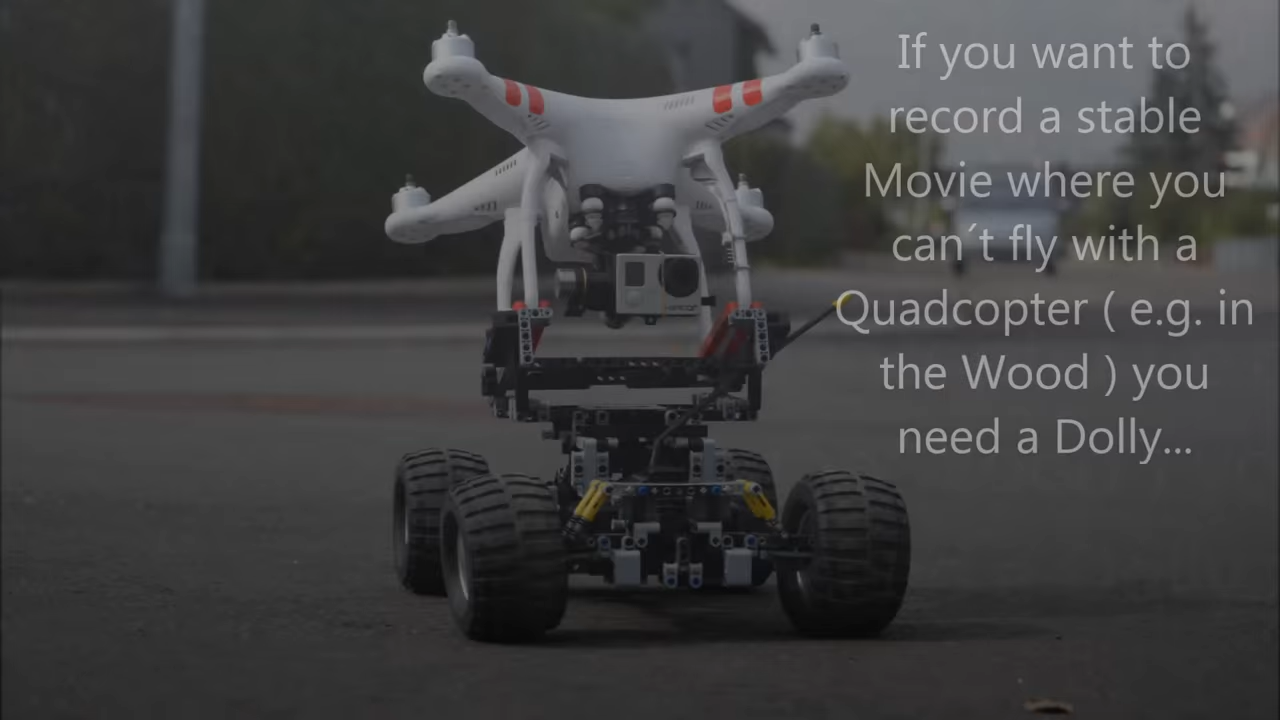 If you want to
record a stable
Movie where you
can´t fly with a
Quadcopter ( e.g. in
the Wood ) you
need a Dolly...